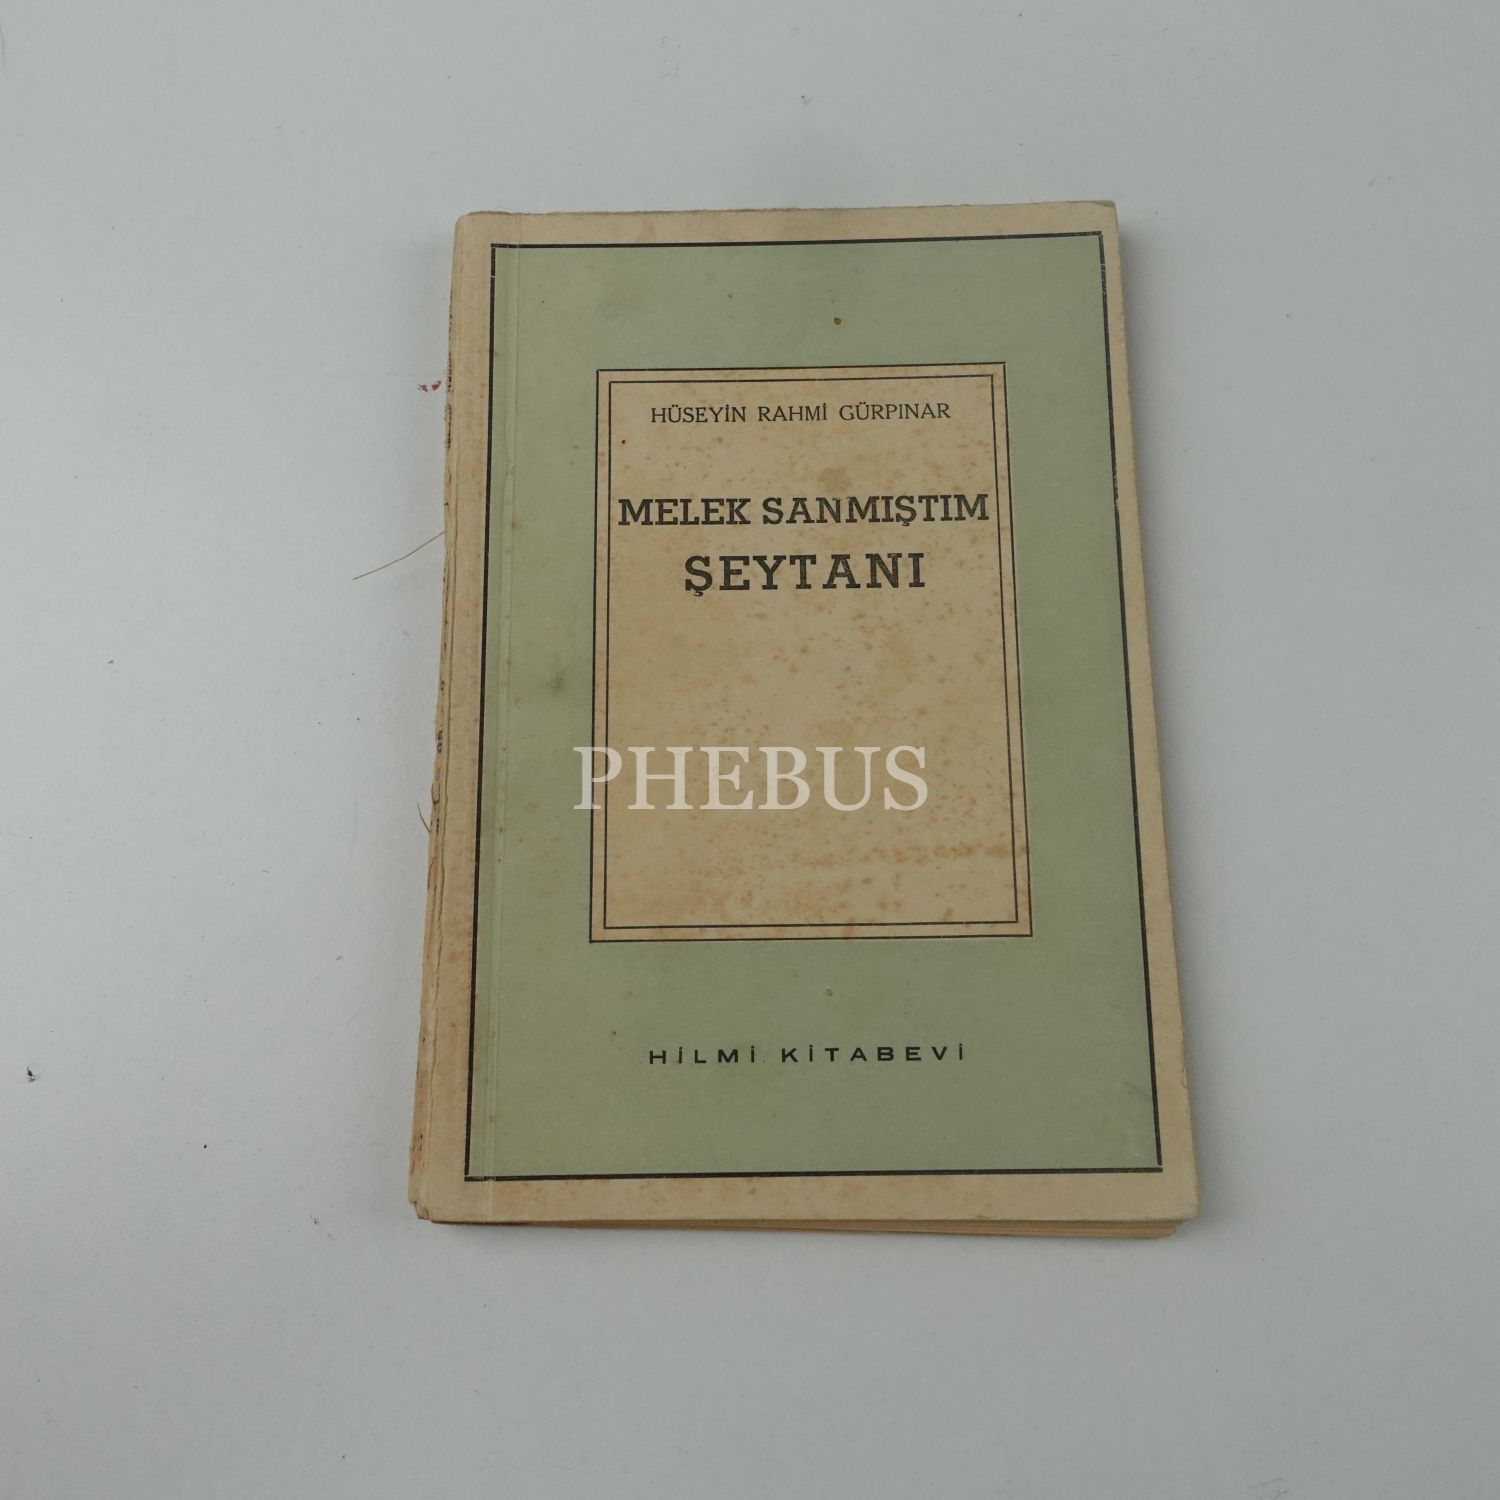 HÜSEYİN RAHMİ GÜRPINAR
MELEK SANMIŞTIM
ŞEYTANI
PHEBUS
HİLMİ KİTABEVİ